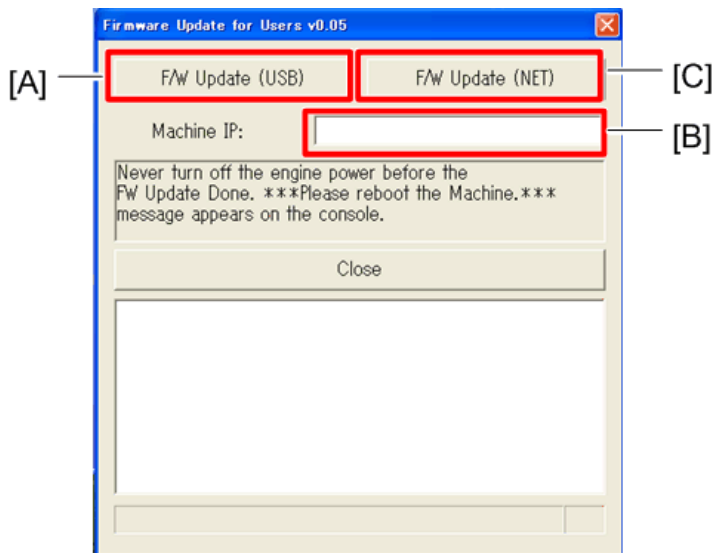 Firmware Update for Users v0.05
[A]
F/W Update (USB)
F/W Update (NET)
[C]
Machine IP:
[B]
Never turn off the engine power before the
FW Update Done. ***Please reboot the Machine.***
message appears on the console.
Close